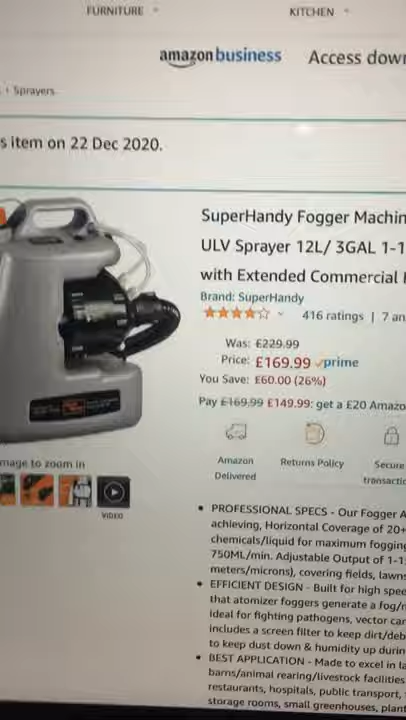 FURNITURE
KITCHEN
amazon business
Access down
› Sprayers
s item on 22 Dec 2020.
SuperHandy Fogger Machin
ULV Sprayer 12L/ 3GAL 1-1
with Extended Commercial
Brand: SuperHandy
416 ratings | 7 an
Was: £229.99
Price: £169.99 prime
You Save: £60.00 (26%)
Pay £169.99 £149.99: get a £20 Amazo
Amazon Delivered
Returns Policy
Secure transactio
mage to zoom in
VIDEO
• PROFESSIONAL SPECS - Our Fogger A
achieving, Horizontal Coverage of 20+
chemicals/liquid for maximum fogging
750ML/min. Adjustable Output of 1-1
meters/microns), covering fields, lawns
• EFFICIENT DESIGN - Built for high spee
that atomizer foggers generate a fog/m
Ideal for fighting pathogens, vector car
includes a screen filter to keep dirt/deb
to keep dust down & humidity up durin
• BEST APPLICATION - Made to excel in la
barns/animal rearing/livestock facilities
restaurants, hospitals, public transport,
storage rooms, small greenhouses, plant